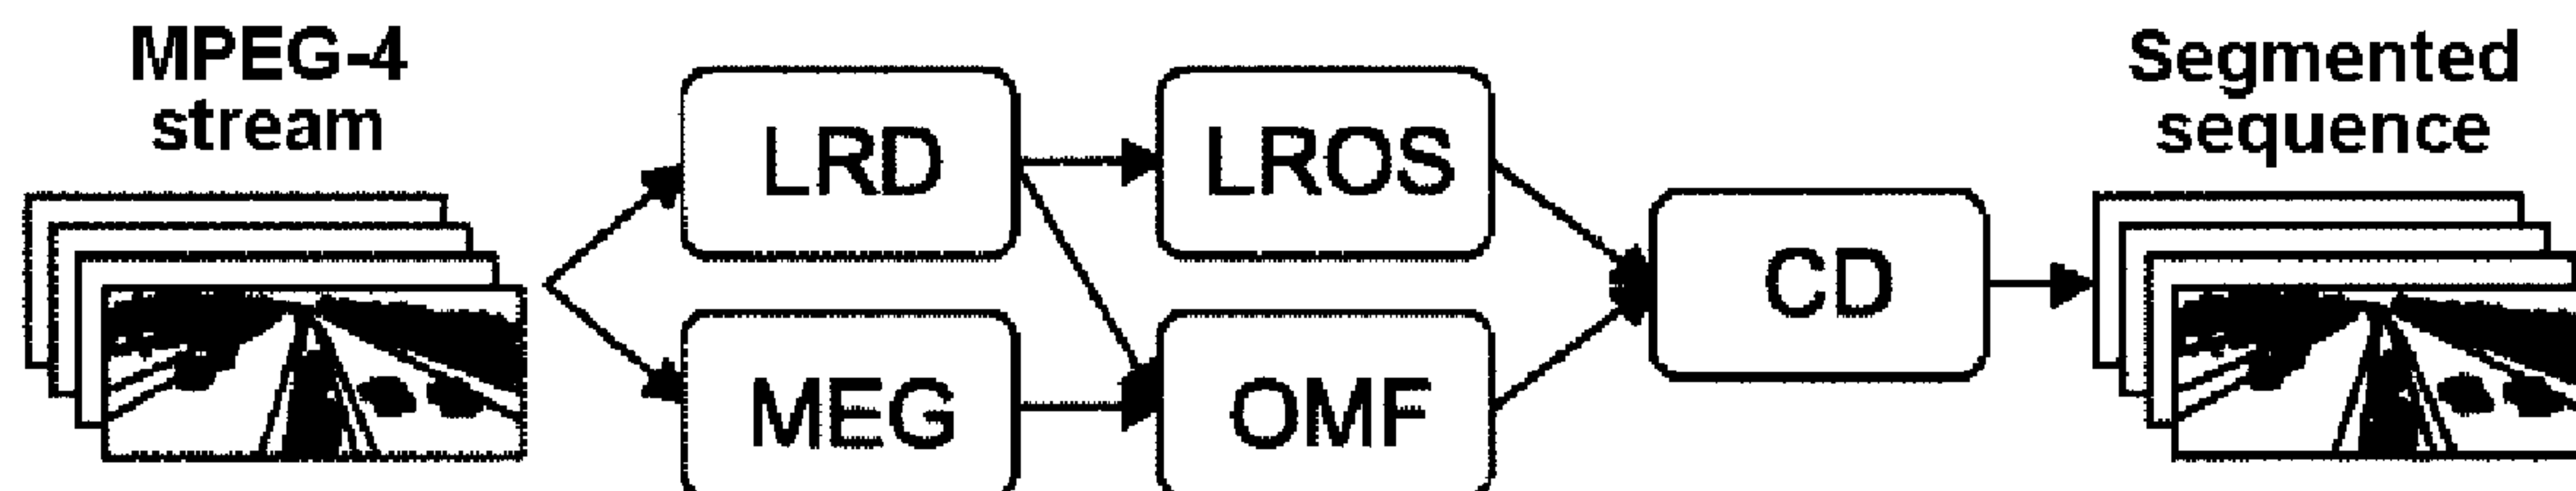 MPEG-4
stream
LRD
LROS
MEG
OMF
CD
Segmented
sequence